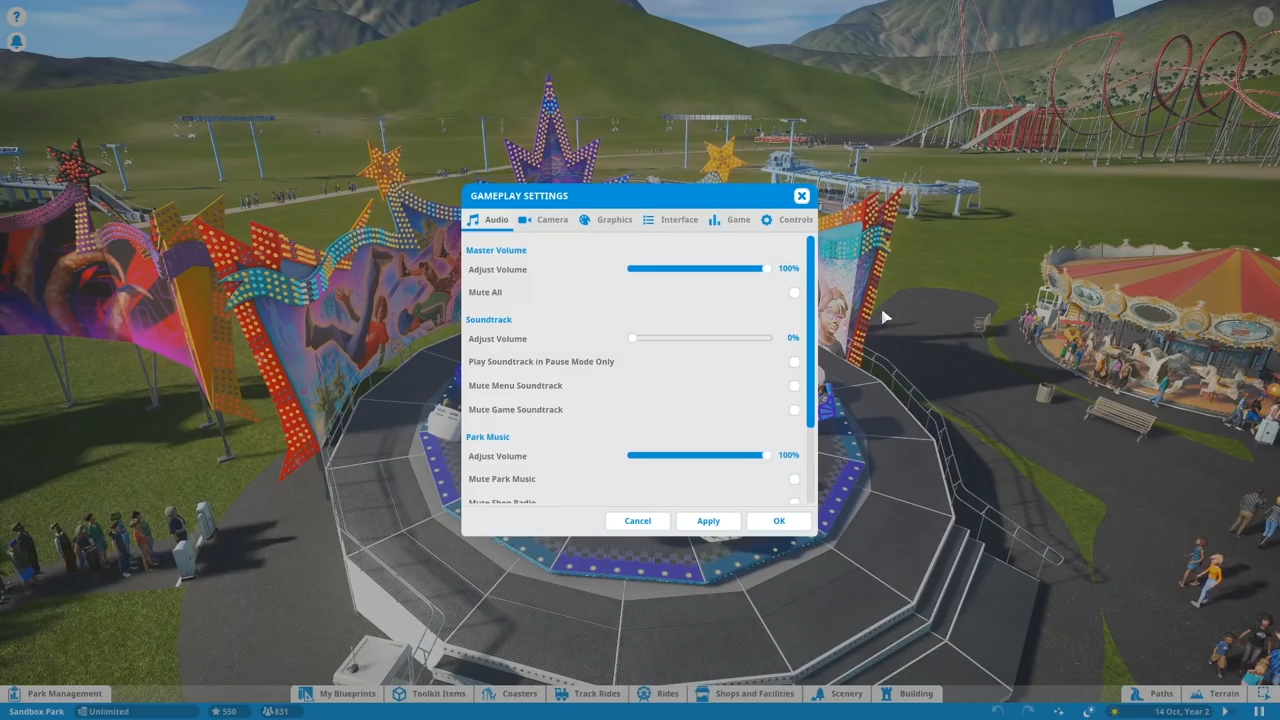 ?
GAMEPLAY SETTINGS
Audio Camera Graphics Interface Game Controls
Master Volume
Adjust Volume 100%
Mute All
Soundtrack
Adjust Volume 0%
Play Soundtrack in Pause Mode Only
Mute Menu Soundtrack
Mute Game Soundtrack
Park Music
Adjust Volume 100%
Mute Park Music
Mute Shop Radio
Cancel Apply OK
Park Management My Blueprints Toolkit Items Coasters Track Rides Rides Shops and Facilities Scenery Building Paths Terrain
Sandbox Park Unlimited 550 831 14 Oct, Year 2